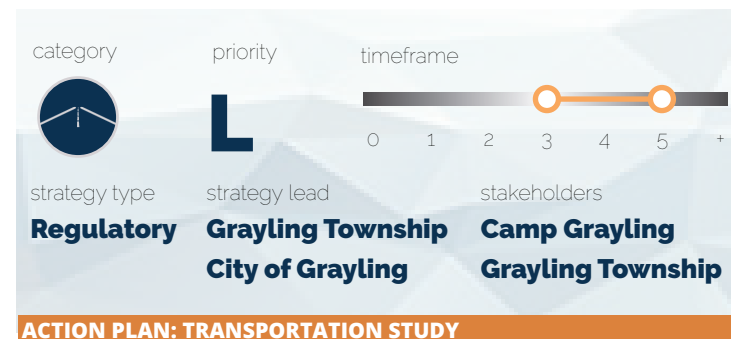 category priority timeframe
L
0 1 2 3 4 5 +
strategy type strategy lead stakeholders
Regulatory Grayling Township Camp Grayling
City of Grayling Grayling Township
ACTION PLAN: TRANSPORTATION STUDY